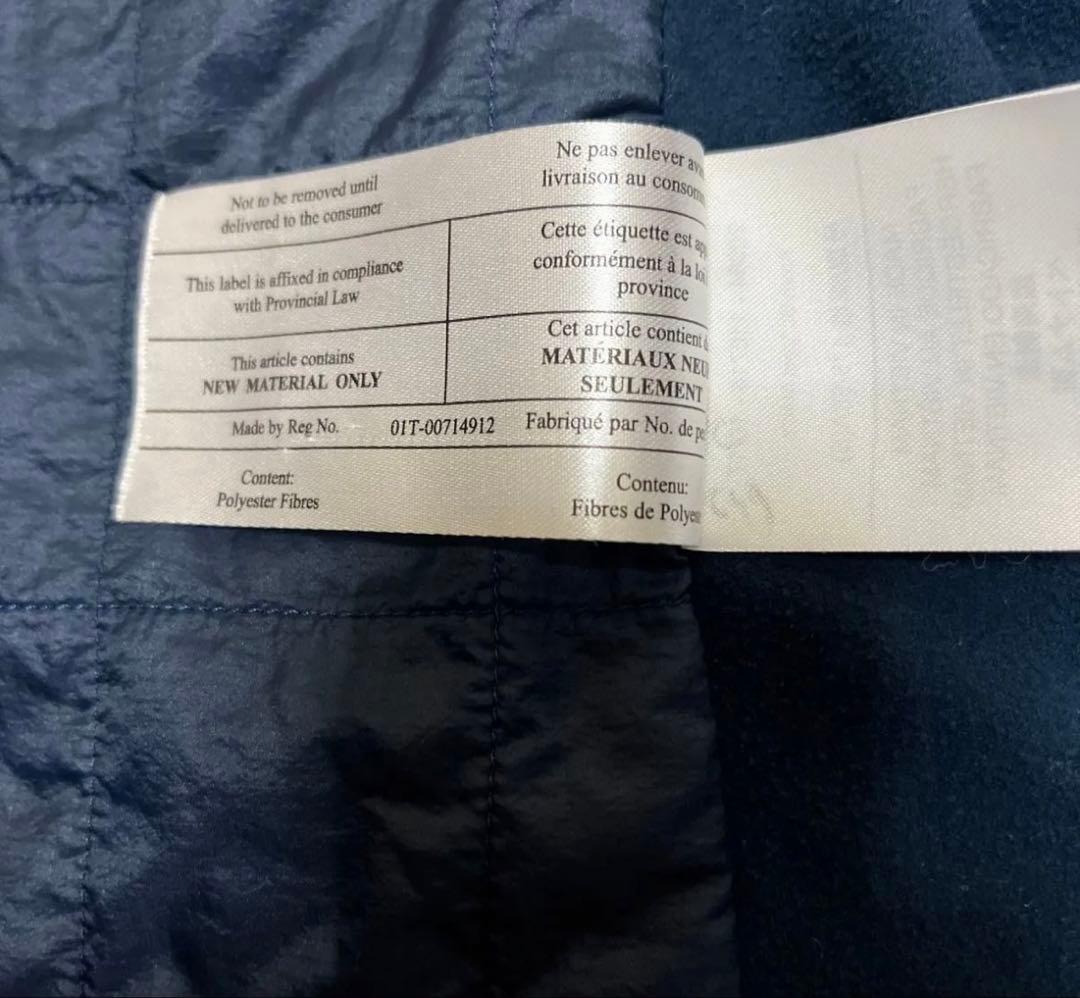 Not to be removed until
delivered to the consumer
Ne pas enlever
livraison au
This label is affixed in compliance
with Provincial Law
Cette étiquette est
conformément à la
province
This article contains
NEW MATERIAL ONLY
Cet article contient
MATÉRIAUX
SEULEMENT
Made by Reg No. 01T-00714912 Fabriqué par No. de
Content:
Polyester Fibres
Contenu:
Fibres de